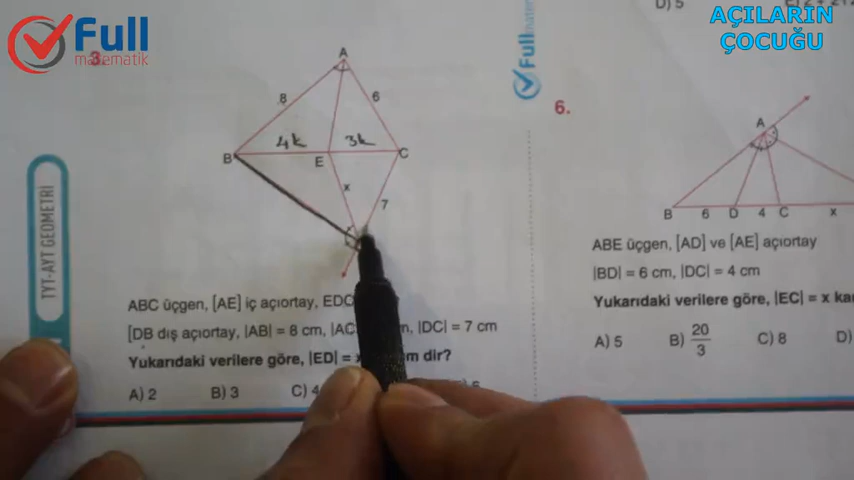 AÇILARIN
ÇOCUĞU
Full
matematik
Full
TYT-AYT GEOMETRİ
3.
A
8
6
4k
3k
B
E
C
x
7
ABC üçgen, [AE] iç açıortay, EDC
[DB dış açıortay, |AB| = 8 cm, |AC m, |DC| = 7 cm
Yukarıdaki verilere göre, |ED| = x m dir?
A) 2 B) 3 C) 4
D) 5
6.
A
B 6 D 4 C x
ABE üçgen, [AD] ve [AE] açıortay
|BD| = 6 cm, |DC| = 4 cm
Yukarıdaki verilere göre, |EC| = x ka
A) 5 B) 20/3 C) 8 D)